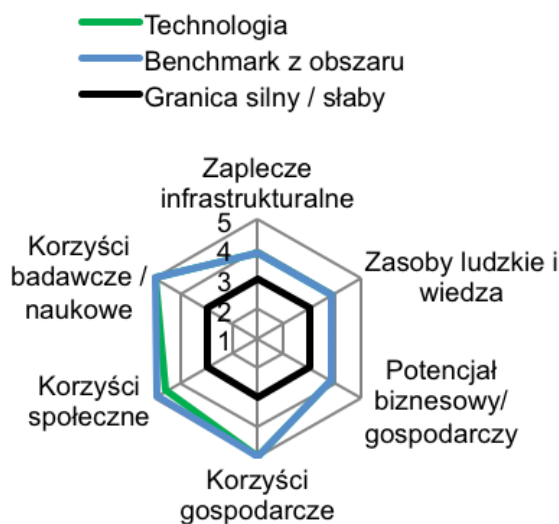 Technologia
Benchmark z obszaru
Granica silny / słaby
Zaplecze
infrastrukturalne
5
4
3
2
1
Zasoby ludzkie i
wiedza
Potencjał
biznesowy/
gospodarczy
Korzyści
gospodarcze
Korzyści
społeczne
Korzyści
badawcze /
naukowe